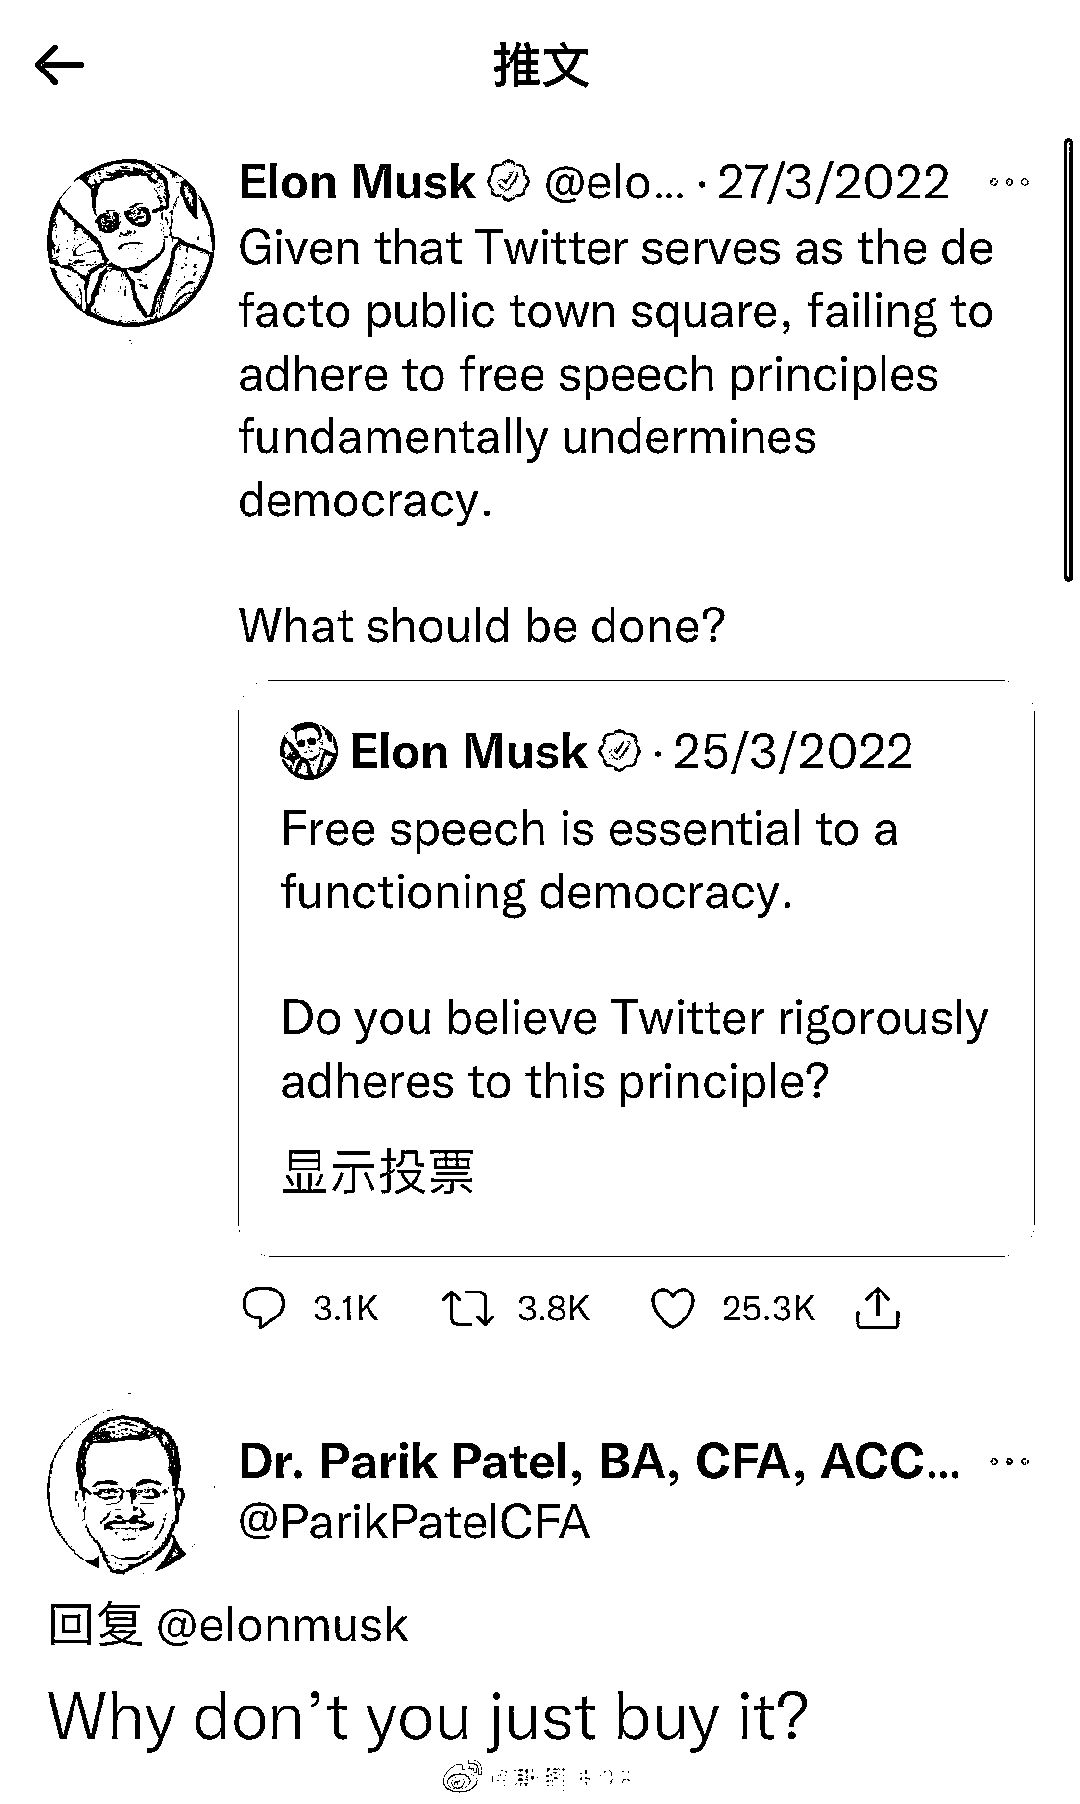 推文
Elon Musk @elo... · 27/3/2022
Given that Twitter serves as the de
facto public town square, failing to
adhere to free speech principles
fundamentally undermines
democracy.
What should be done?
Elon Musk · 25/3/2022
Free speech is essential to a
functioning democracy.
Do you believe Twitter rigorously
adheres to this principle?
显示投票
3.1K 3.8K 25.3K
Dr. Parik Patel, BA, CFA, ACC...
@ParikPatelCFA
回复 @elonmusk
Why don't you just buy it?